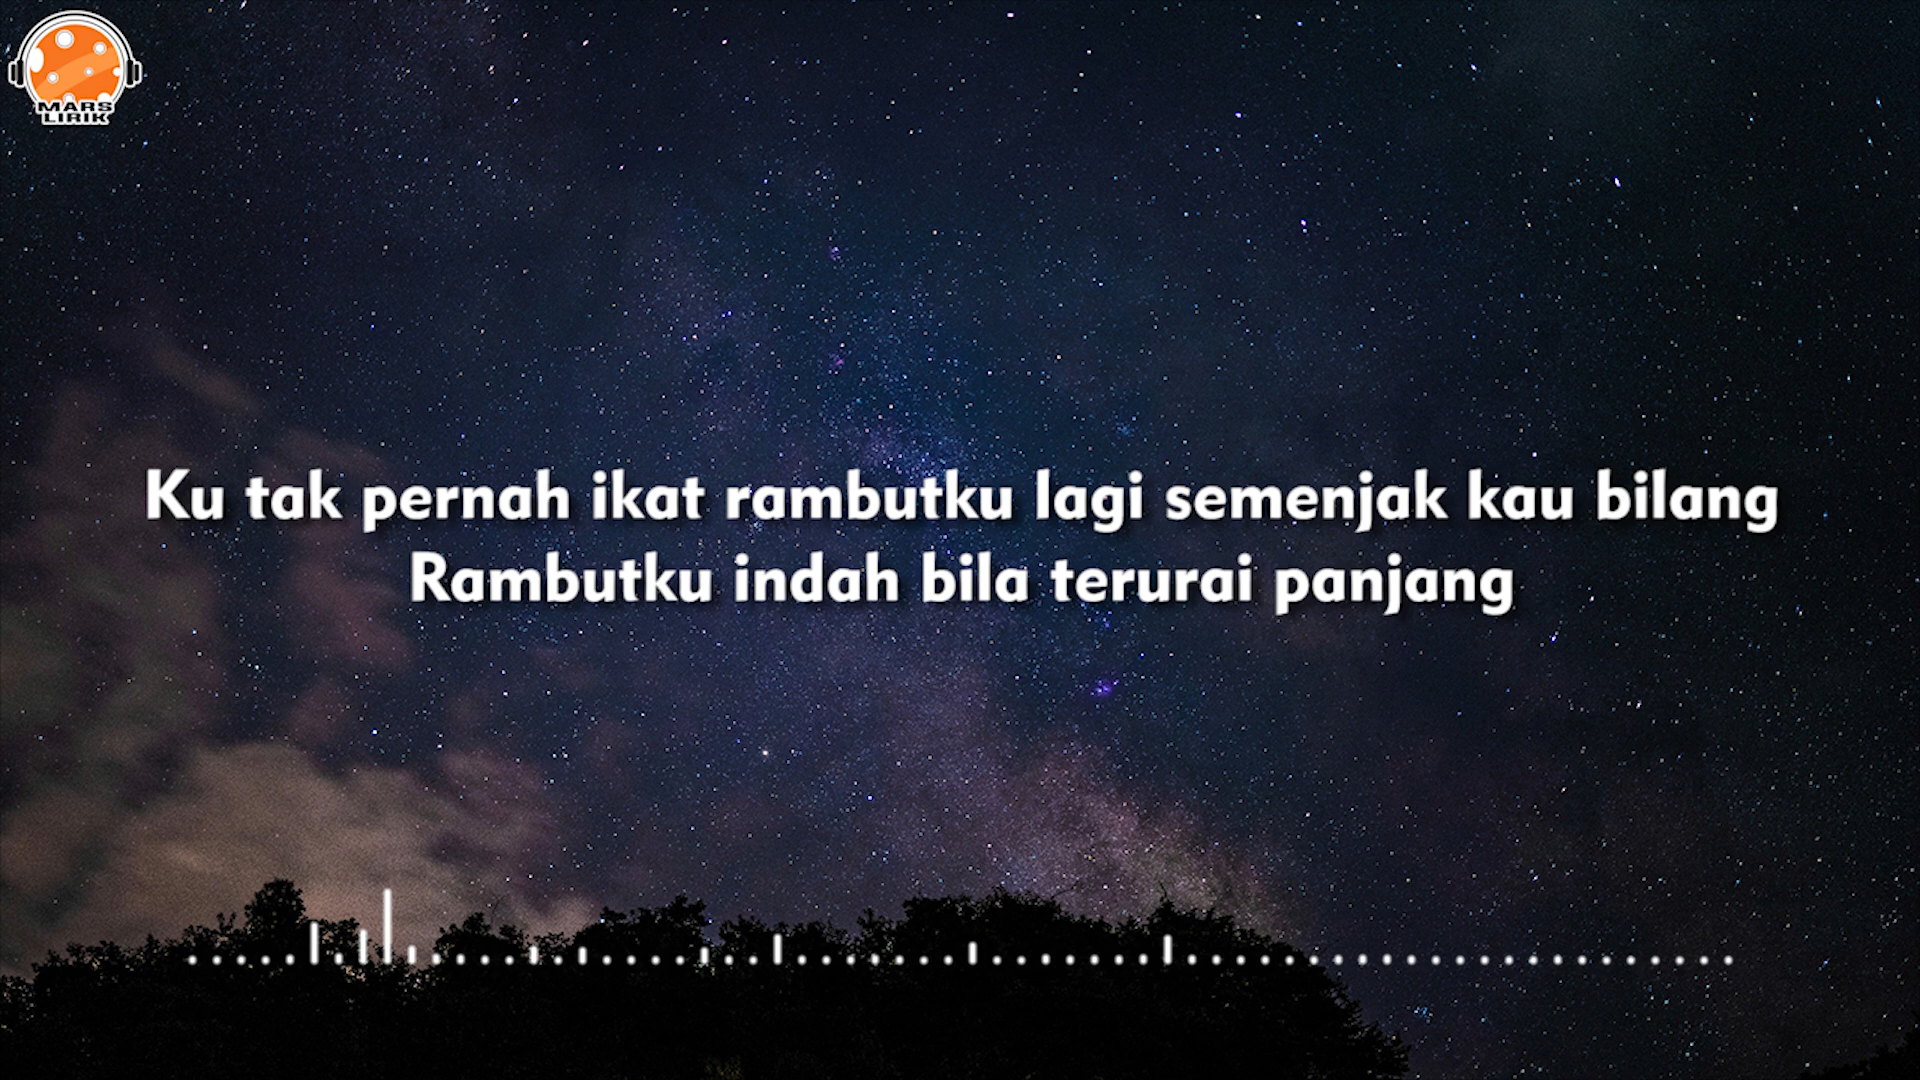 MARS
LIRIK
Ku tak pernah ikat rambutku lagi semenjak kau bilang
Rambutku indah bila terurai panjang